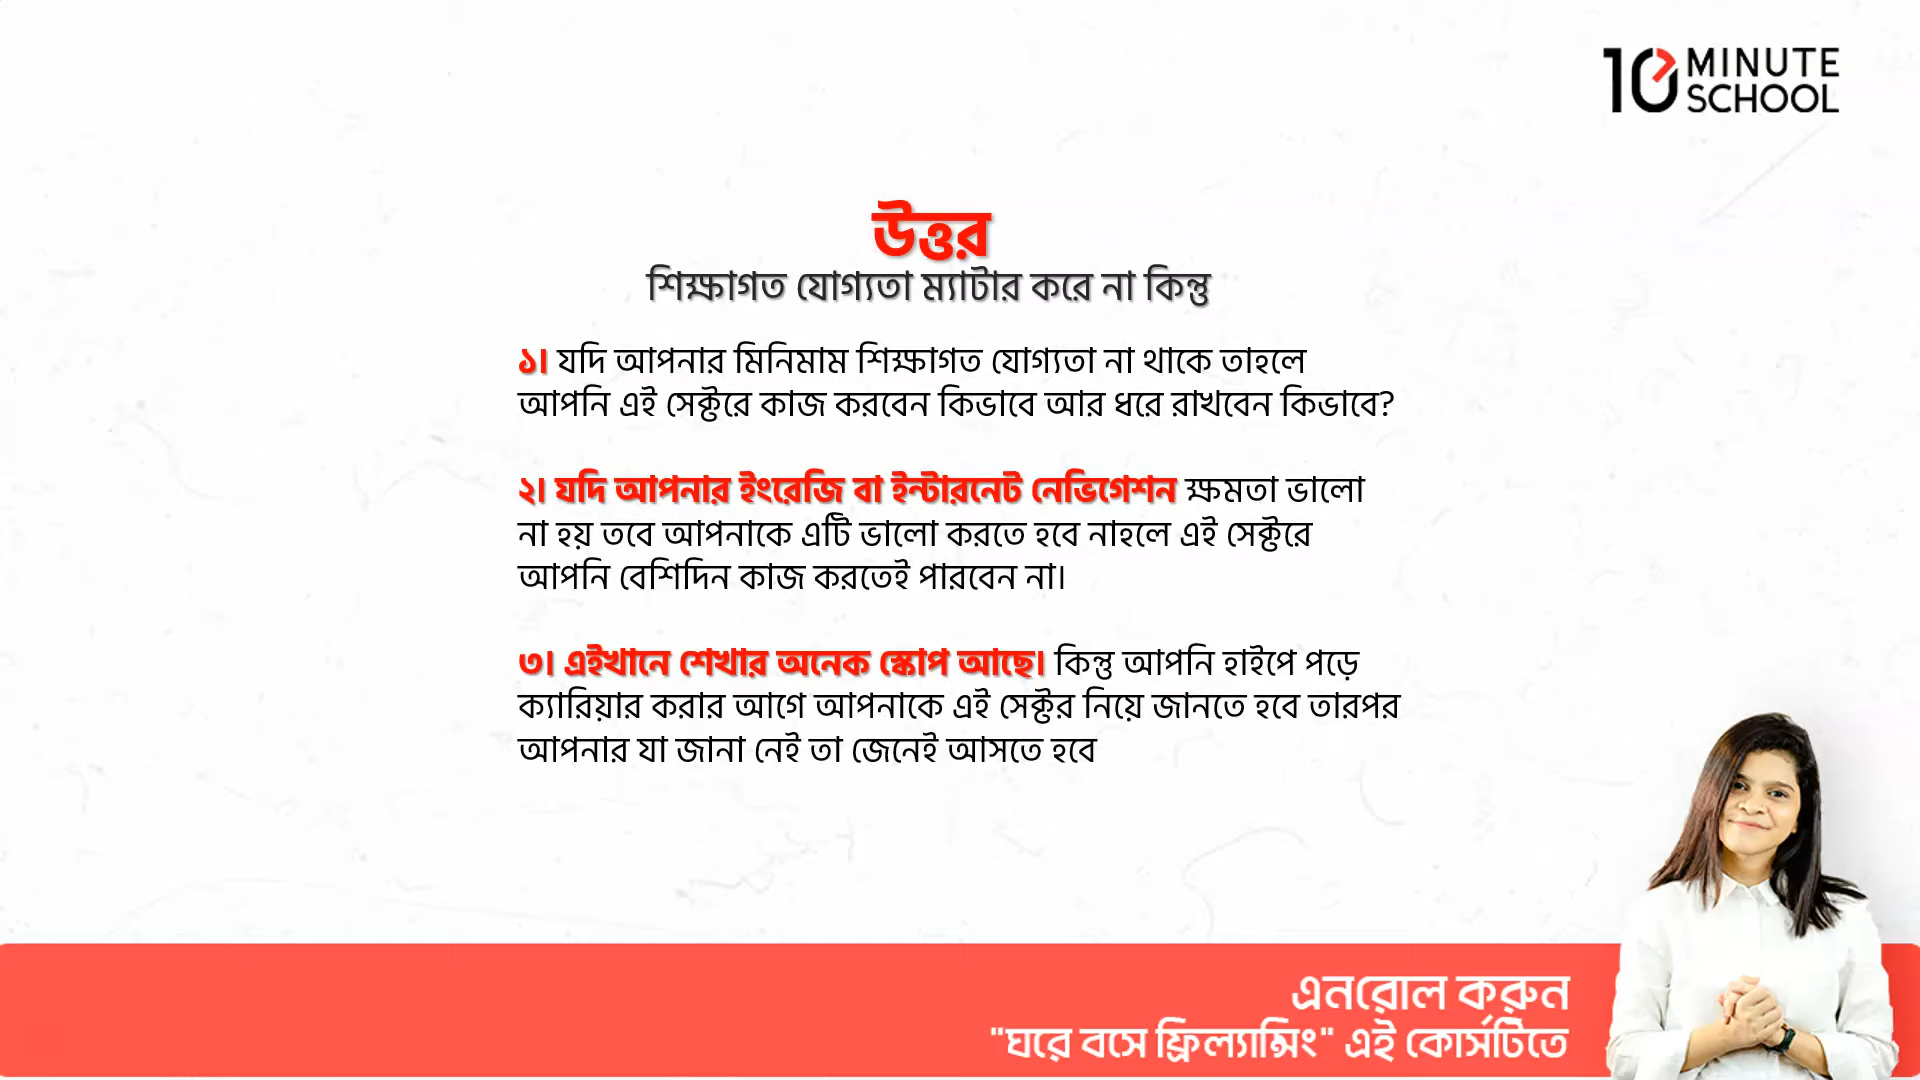 10 MINUTE
SCHOOL
উত্তর
শিক্ষাগত যোগ্যতা ম্যাটার করে না কিন্তু
১। যদি আপনার মিনিমাম শিক্ষাগত যোগ্যতা না থাকে তাহলে
আপনি এই সেক্টরে কাজ করবেন কিভাবে আর ধরে রাখবেন কিভাবে?
২। যদি আপনার ইংরেজি বা ইন্টারনেট নেভিগেশন ক্ষমতা ভালো
না হয় তবে আপনাকে এটি ভালো করতে হবে নাহলে এই সেক্টরে
আপনি বেশিদিন কাজ করতেই পারবেন না।
৩। এইখানে শেখার অনেক স্কোপ আছে। কিন্তু আপনি হাইপে পড়ে
ক্যারিয়ার করার আগে আপনাকে এই সেক্টর নিয়ে জানতে হবে তারপর
আপনার যা জানা নেই তা জেনেই আসতে হবে
এনরোল করুন
"ঘরে বসে ফ্রিল্যান্সিং" এই কোর্সটিতে